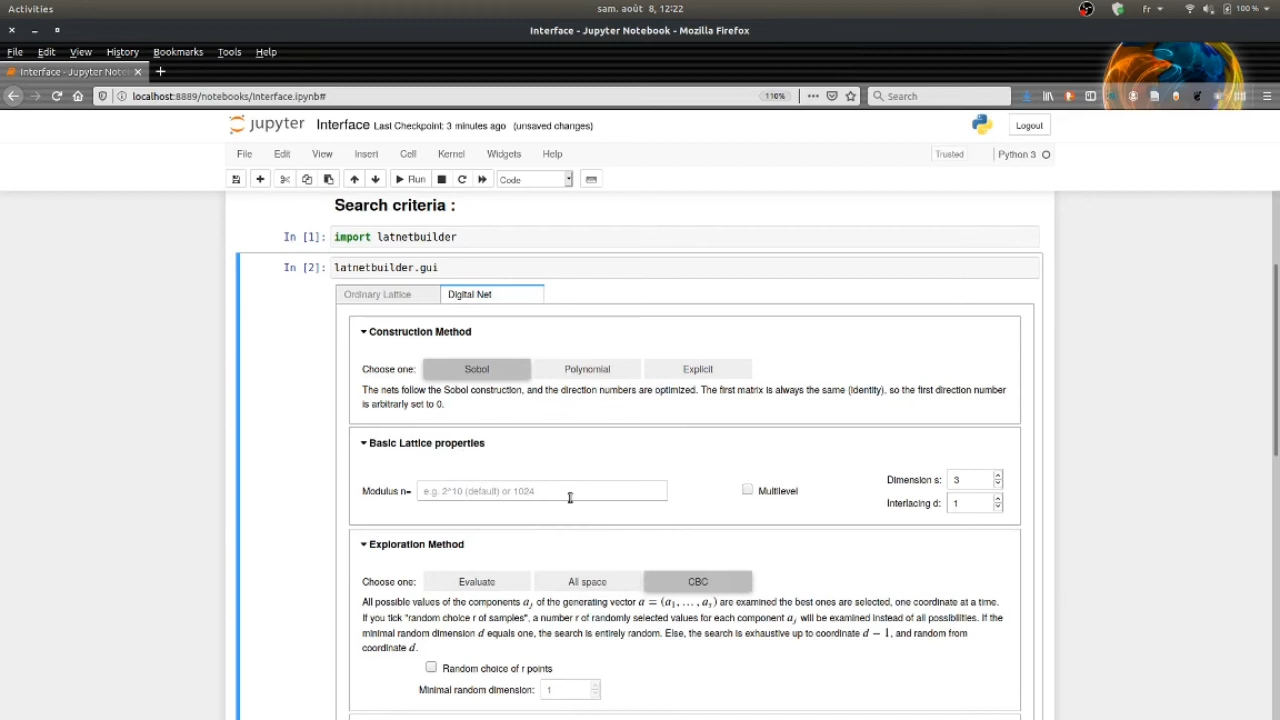 Activities
sam. août 8, 12:22
Fr
100 %
Interface - Jupyter Notebook - Mozilla Firefox
File Edit View History Bookmarks Tools Help
Interface - Jupyter Note
localhost:8889/notebooks/Interface.ipynb#
110%
Search
jupyter Interface Last Checkpoint: 3 minutes ago (unsaved changes)
Logout
File Edit View Insert Cell Kernel Widgets Help
Trusted
Python 3
Run
Code
Search criteria :
In [1]: import latnetbuilder
In [2]: latnetbuilder.gui
Ordinary Lattice
Digital Net
Construction Method
Choose one: Sobol Polynomial Explicit
The nets follow the Sobol construction, and the direction numbers are optimized. The first matrix is always the same (identity), so the first direction number
is arbitrarly set to 0.
Basic Lattice properties
Modulus n= e.g. 2^10 (default) or 1024
Multilevel
Dimension s: 3
Interlacing d: 1
Exploration Method
Choose one: Evaluate All space CBC
All possible values of the components a_j of the generating vector a = (a_1, ..., a_s) are examined the best ones are selected, one coordinate at a time.
If you tick "random choice r of samples", a number r of randomly selected values for each component a_j will be examined instead of all possibilities. If the
minimal random dimension d equals one, the search is entirely random. Else, the search is exhaustive up to coordinate d − 1, and random from
coordinate d.
Random choice of r points
Minimal random dimension: 1